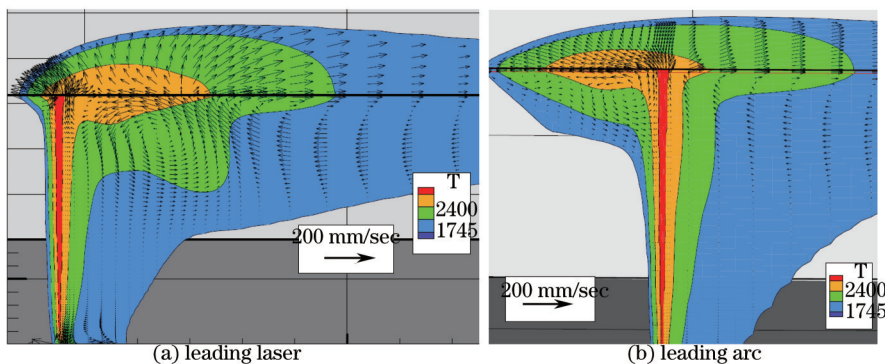 T
2400
1745
200 mm/sec
(a) leading laser
T
2400
1745
200 mm/sec
(b) leading arc